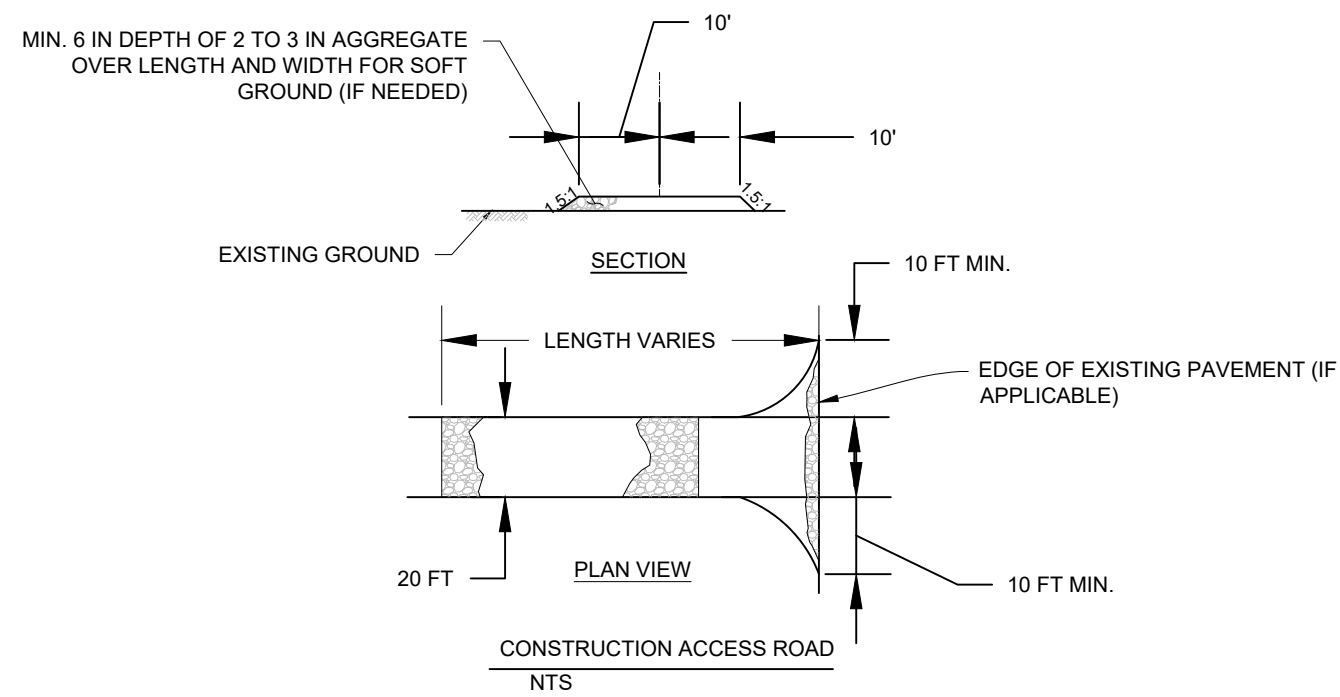 10'
MIN. 6 IN DEPTH OF 2 TO 3 IN AGGREGATE
OVER LENGTH AND WIDTH FOR SOFT
GROUND (IF NEEDED)
10'
1.5:1
1.5:1
EXISTING GROUND
SECTION
10 FT MIN.
LENGTH VARIES
EDGE OF EXISTING PAVEMENT (IF
APPLICABLE)
20 FT
PLAN VIEW
10 FT MIN.
CONSTRUCTION ACCESS ROAD
NTS